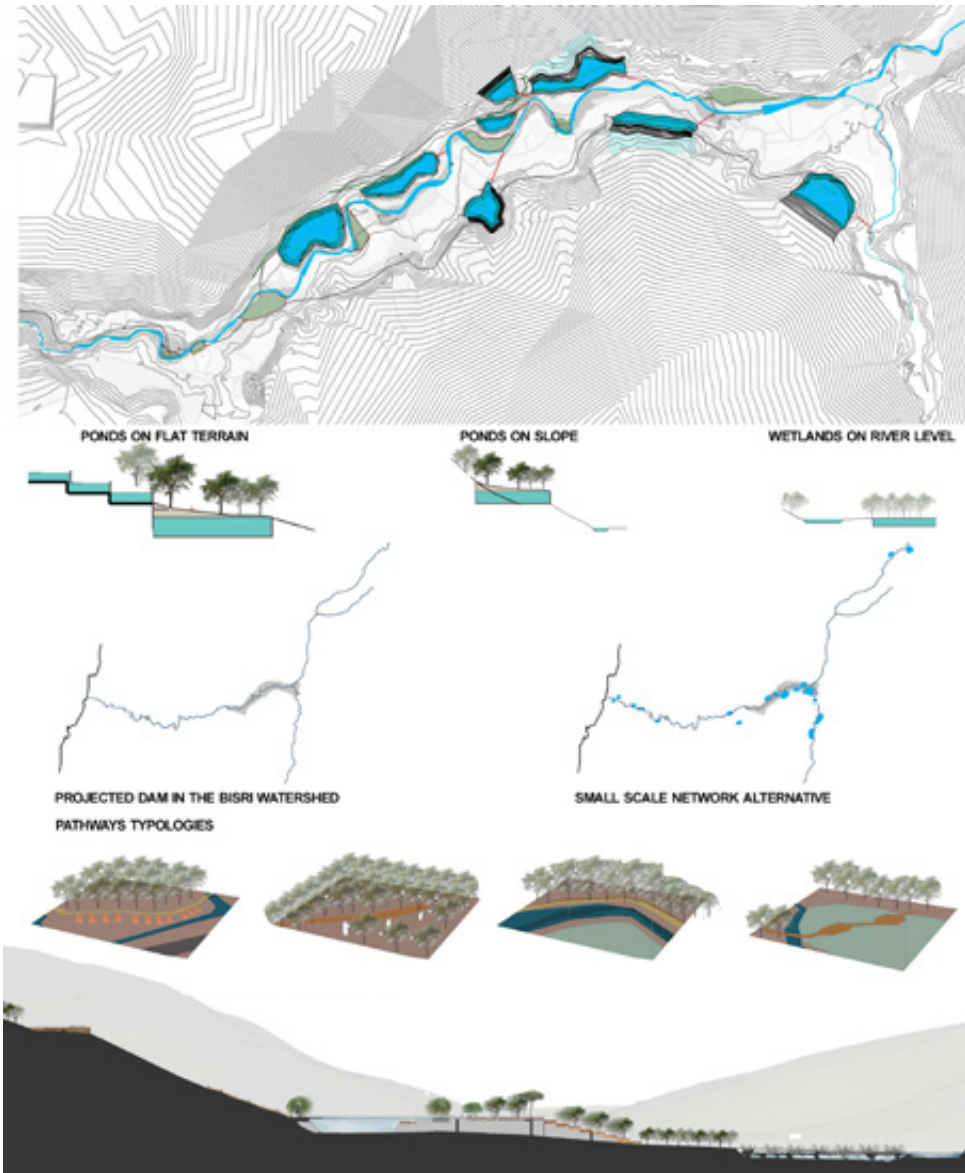 PONDS ON FLAT TERRAIN
PONDS ON SLOPE
WETLANDS ON RIVER LEVEL
PROJECTED DAM IN THE BISRI WATERSHED
SMALL SCALE NETWORK ALTERNATIVE
PATHWAYS TYPOLOGIES